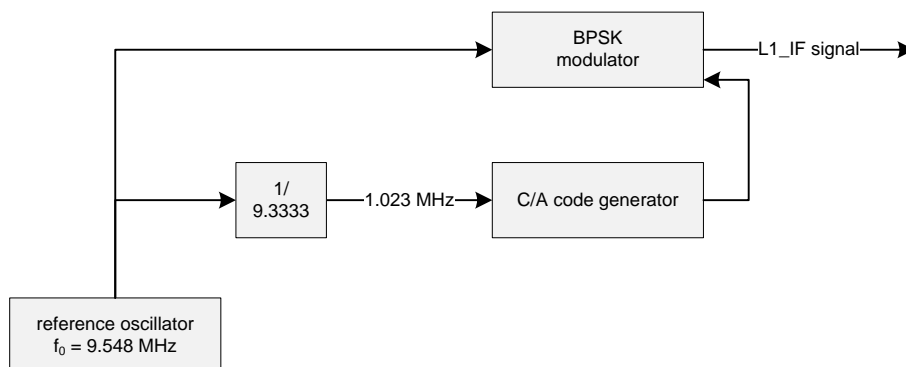 BPSK
modulator
L1_IF signal
1/
9.3333
1.023 MHz
C/A code generator
reference oscillator
f₀ = 9.548 MHz